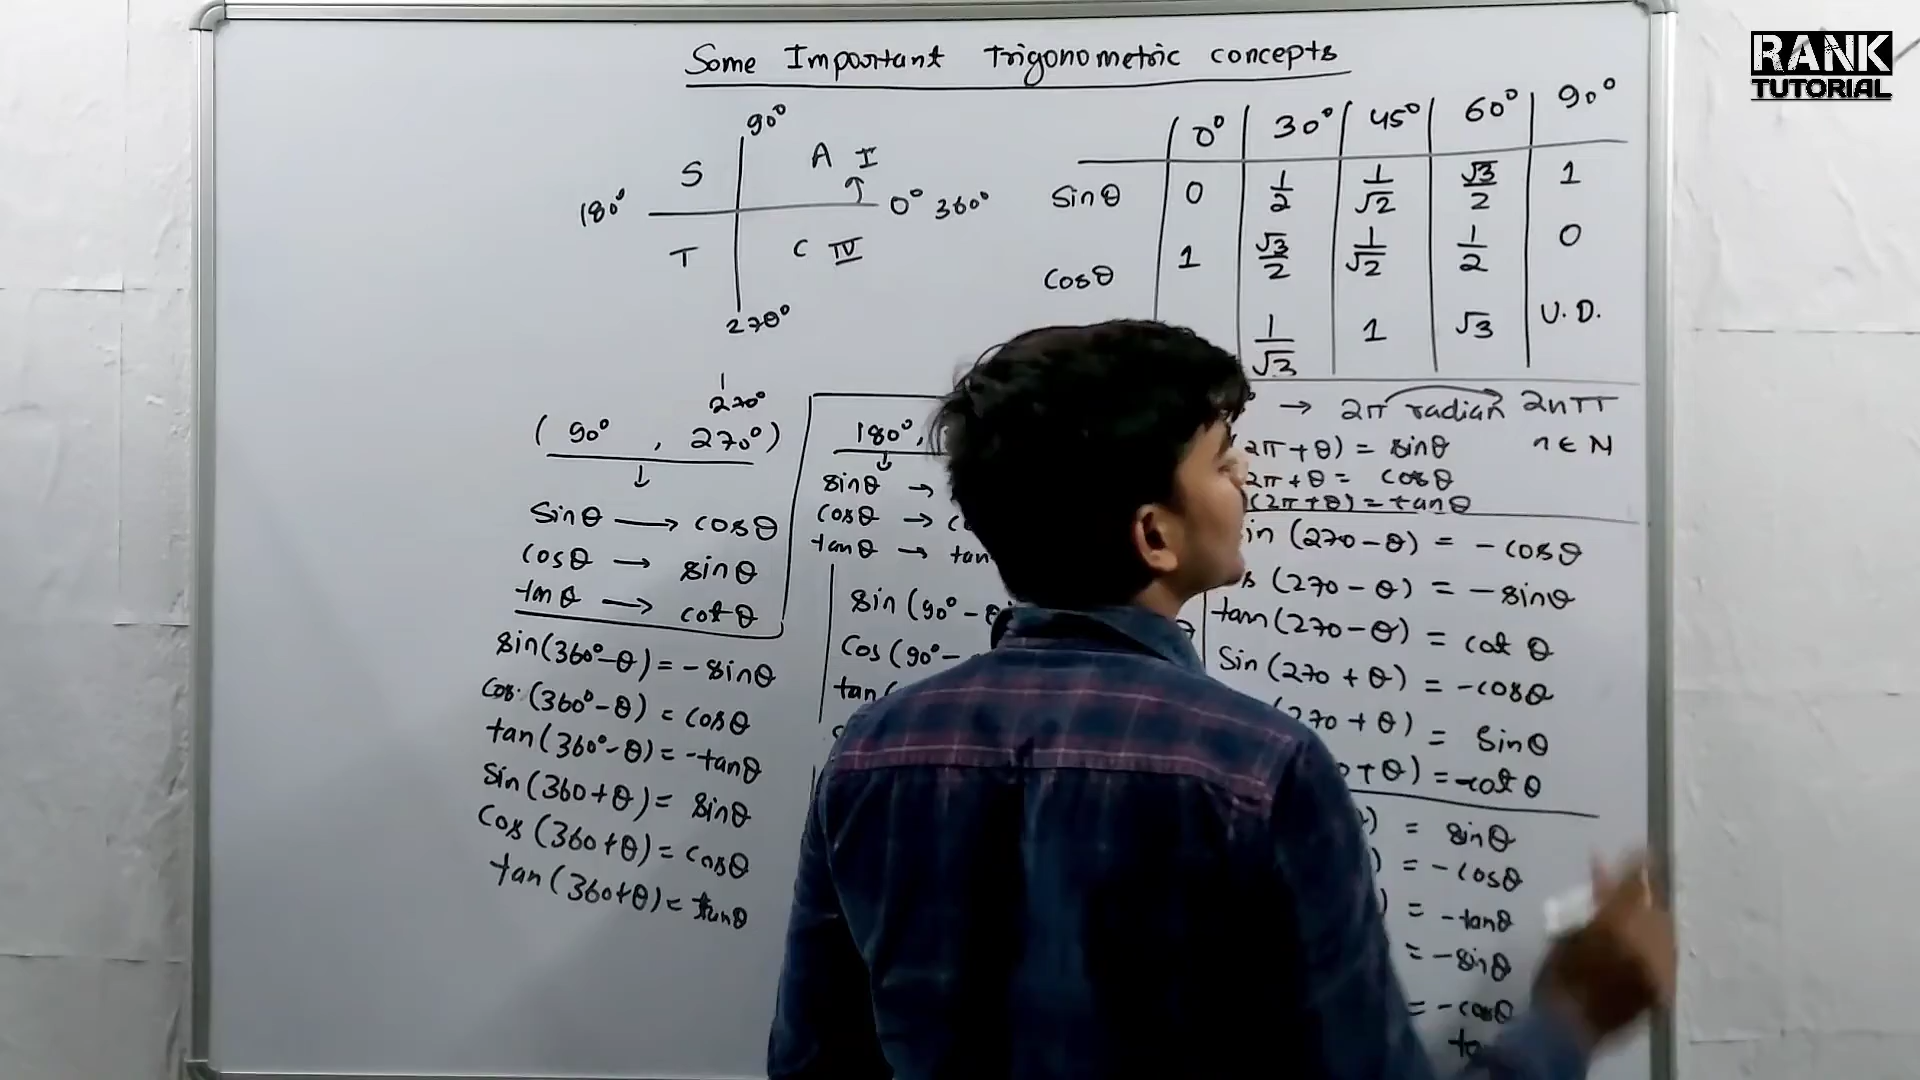 RANK
TUTORIAL
Some Important Trigonometric concepts
90°
S A I
180° 0° 360°
T C IV
270°
0° 30° 45° 60° 90°
Sinθ 0 1/2 1/√2 √3/2 1
Cosθ 1 √3/2 1/√2 1/2 0
1/√3 1 √3 U.D.
270°
(90° , 270°)
↓
Sinθ → cosθ
cosθ → sinθ
tanθ → cotθ
sin(360°-θ) = -sinθ
Cos(360°-θ) = cosθ
tan(360°-θ) = -tanθ
Sin(360+θ) = sinθ
Cos(360+θ) = cosθ
tan(360+θ) = tanθ
180°,
↓
sinθ →
cosθ →
tanθ → tan
sin(90°-
Cos(90°-
tan(
→ 2π radian 2nπ
2π+θ) = sinθ n∈N
2π+θ = cosθ
(2π+θ) = tanθ
in (270-θ) = -cosθ
(270-θ) = -sinθ
tan(270-θ) = cot θ
Sin(270+θ) = -cosθ
270+θ) = Sinθ
+θ) = -cotθ
) = sinθ
) = -cosθ
) = -tanθ
= -sinθ
= -cosθ